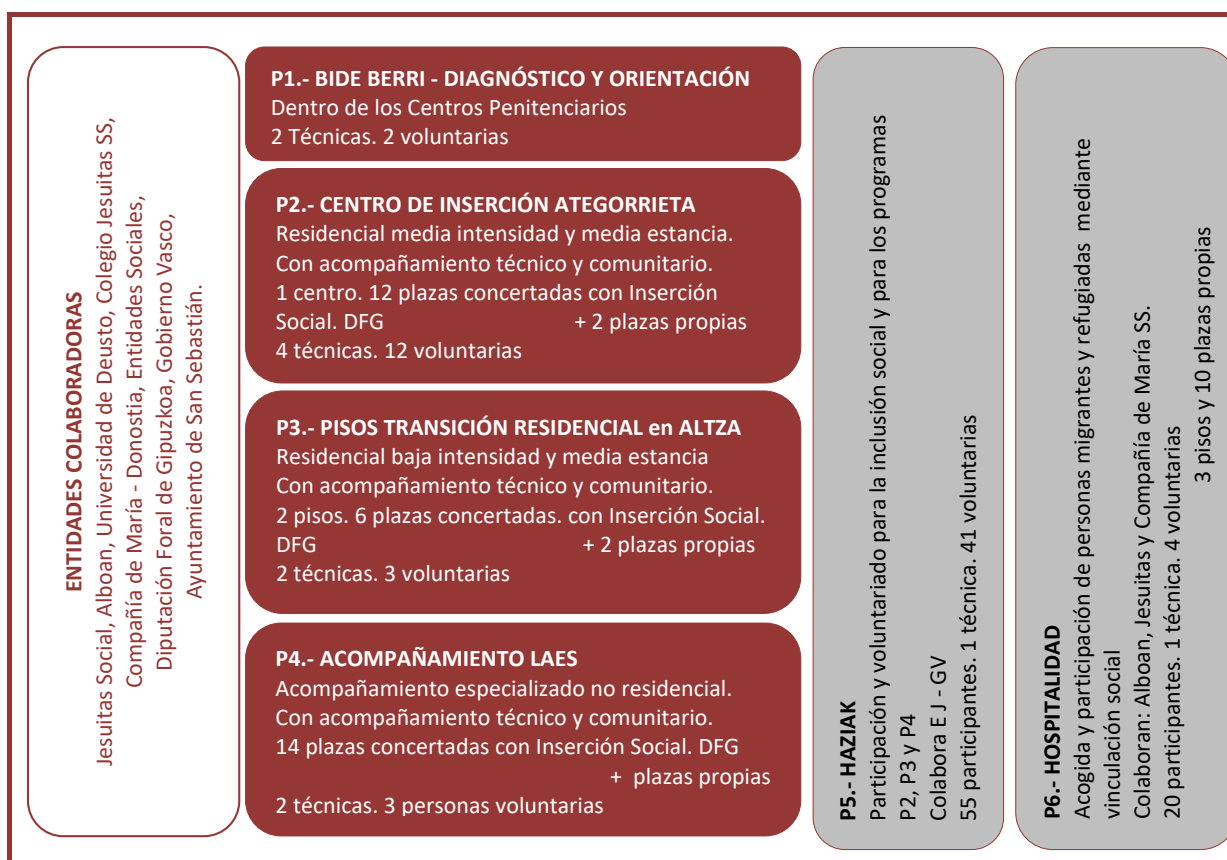 ENTIDADES COLABORADORAS
Jesuitas Social, Alboan, Universidad de Deusto, Colegio Jesuitas SS,
Compañía de María - Donostia, Entidades Sociales,
Diputación Foral de Gipuzkoa, Gobierno Vasco,
Ayuntamiento de San Sebastián.
P1.- BIDE BERRI - DIAGNÓSTICO Y ORIENTACIÓN
Dentro de los Centros Penitenciarios
2 Técnicas. 2 voluntarias
P2.- CENTRO DE INSERCIÓN ATEGORRIETA
Residencial media intensidad y media estancia.
Con acompañamiento técnico y comunitario.
1 centro. 12 plazas concertadas con Inserción
Social. DFG + 2 plazas propias
4 técnicas. 12 voluntarias
P3.- PISOS TRANSICIÓN RESIDENCIAL en ALTZA
Residencial baja intensidad y media estancia
Con acompañamiento técnico y comunitario.
2 pisos. 6 plazas concertadas. con Inserción Social.
DFG + 2 plazas propias
2 técnicas. 3 voluntarias
P4.- ACOMPAÑAMIENTO LAES
Acompañamiento especializado no residencial.
Con acompañamiento técnico y comunitario.
14 plazas concertadas con Inserción Social. DFG
+ plazas propias
2 técnicas. 3 personas voluntarias
P5.- HAZIAK
Participación y voluntariado para la inclusión social y para los programas
P2, P3 y P4
Colabora E J - GV
55 participantes. 1 técnica. 41 voluntarias
P6.- HOSPITALIDAD
Acogida y participación de personas migrantes y refugiadas mediante
vinculación social
Colaboran: Alboan, Jesuitas y Compañía de María SS.
20 participantes. 1 técnica. 4 voluntarias
3 pisos y 10 plazas propias